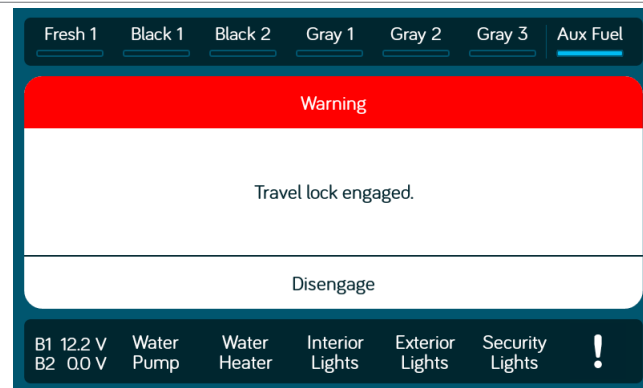 Fresh 1 Black 1 Black 2 Gray 1 Gray 2 Gray 3 Aux Fuel
Warning
Travel lock engaged.
Disengage
B1 12.2 V Water Water Interior Exterior Security !
B2 0.0 V Pump Heater Lights Lights Lights